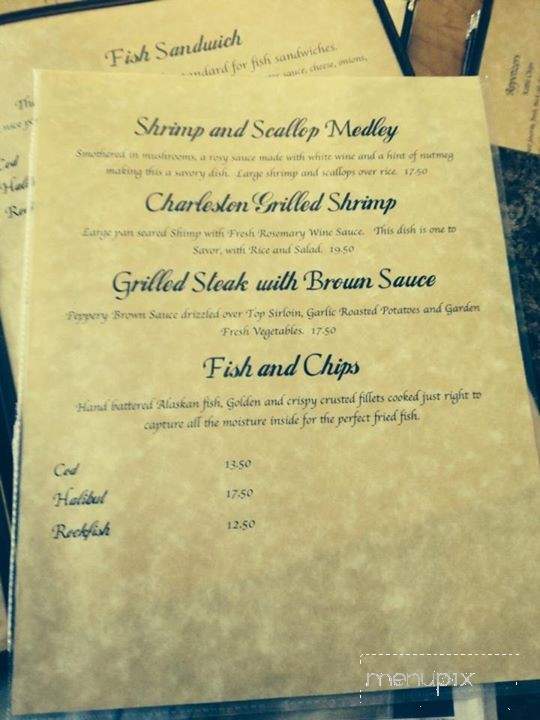 Fish Sandwich
andard for fish sandwiches.
sauce, cheese, onions,
Cod
Appetizers
Shrimp and Scallop Medley
Smothered in mushrooms, a rosy sauce made with white wine and a hint of nutmeg
making this a savory dish. Large shrimp and scallops over rice. 17.50
Charleston Grilled Shrimp
Large pan seared Shimp with Fresh Rosemary Wine Sauce. This dish is one to
Savor, with Rice and Salad. 19.50
Grilled Steak with Brown Sauce
Peppery Brown Sauce drizzled over Top Sirloin, Garlic Roasted Potatoes and Garden
Fresh Vegetables. 17.50
Fish and Chips
Hand battered Alaskan fish, Golden and crispy crusted fillets cooked just right to
capture all the moisture inside for the perfect fried fish.
Cod 13.50
Halibut 17.50
Rockfish 12.50
menupix